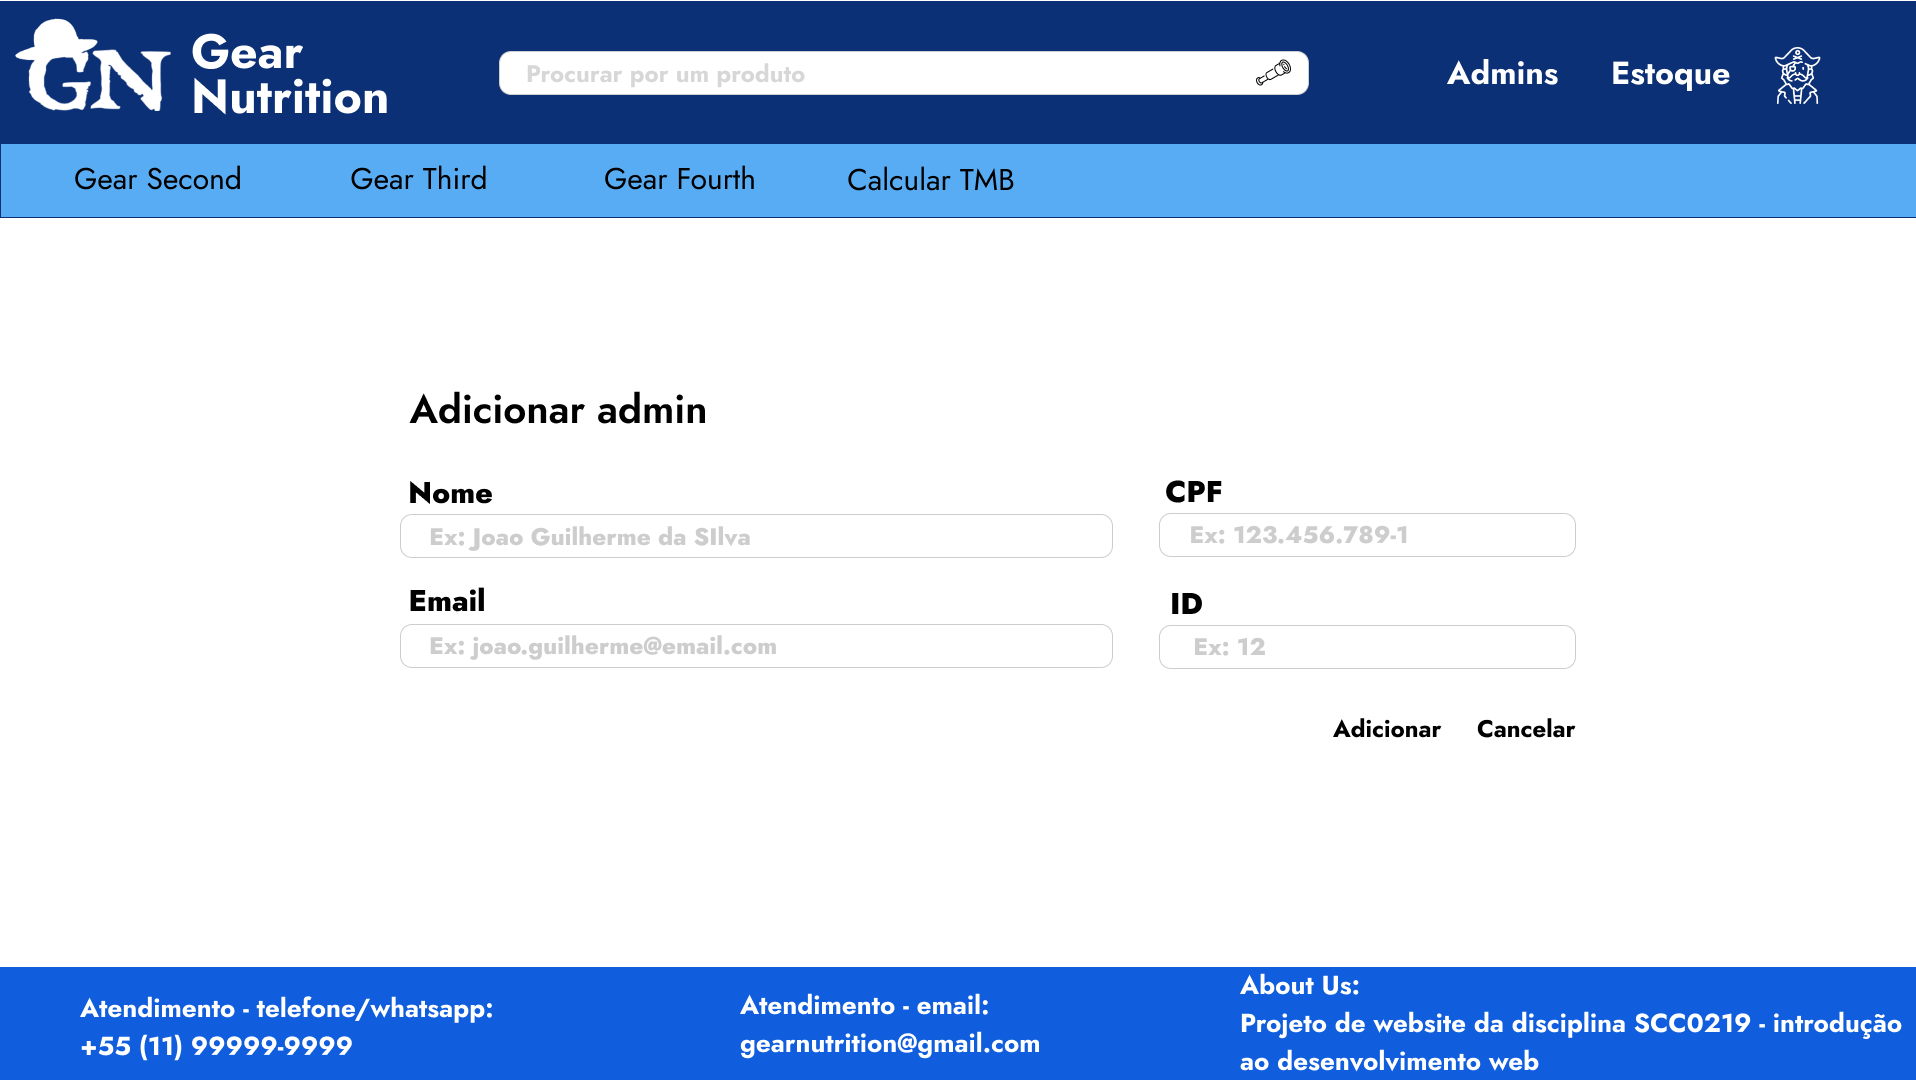 GN
Gear
Nutrition
Procurar por um produto
Admins
Estoque
Gear Second
Gear Third
Gear Fourth
Calcular TMB
Adicionar admin
Nome
CPF
Ex: Joao Guilherme da SIlva
Ex: 123.456.789-1
Email
ID
Ex: joao.guilherme@email.com
Ex: 12
Adicionar
Cancelar
Atendimento - telefone/whatsapp:
+55 (11) 99999-9999
Atendimento - email:
gearnutrition@gmail.com
About Us:
Projeto de website da disciplina SCC0219 - introdução
ao desenvolvimento web